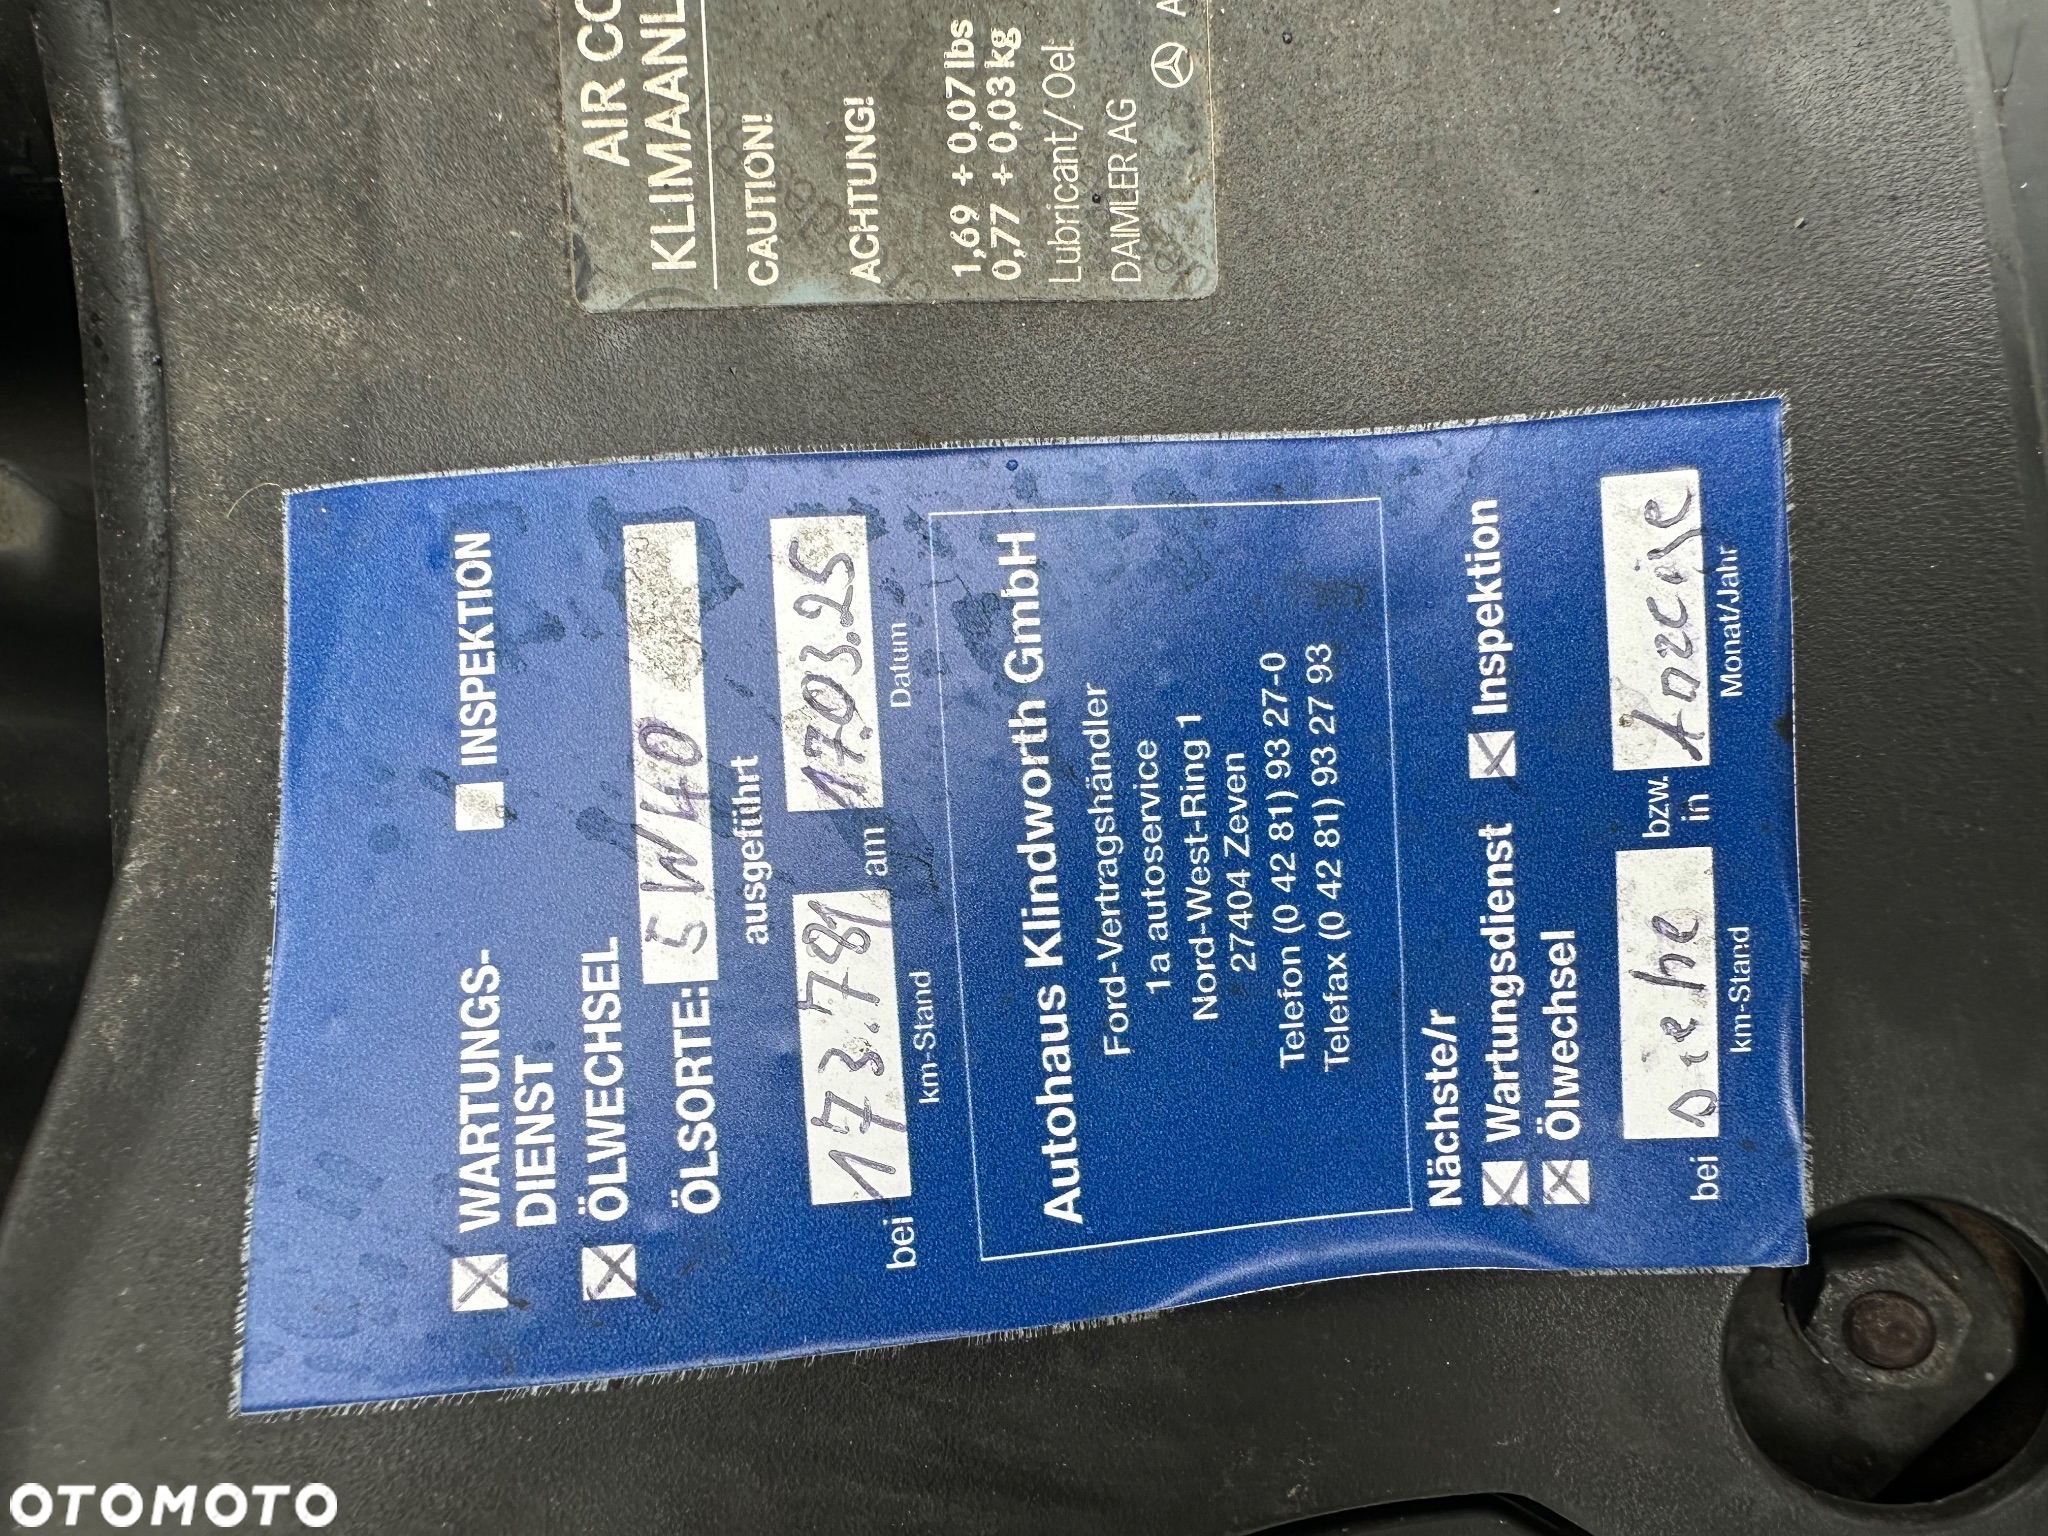 AIR CO
KLIMAANL
CAUTION!
ACHTUNG!
1,69 + 0,07 lbs
0,77 + 0,03 kg
Lubricant/Oel:
DAIMLER AG
A
WARTUNGS-
DIENST
INSPEKTION
ÖLWECHSEL
ÖLSORTE: 5W40
ausgeführt
bei 173.781 am 17.03.25
km-Stand Datum
Autohaus Klindworth GmbH
Ford-Vertragshändler
1a autoservice
Nord-West-Ring 1
27404 Zeven
Telefon (0 42 81) 93 27-0
Telefax (0 42 81) 93 27 93
Nächste/r
Wartungsdienst Inspektion
Ölwechsel
bei siehe bzw. in Anzeige
km-Stand Monat/Jahr
OTOMOTO